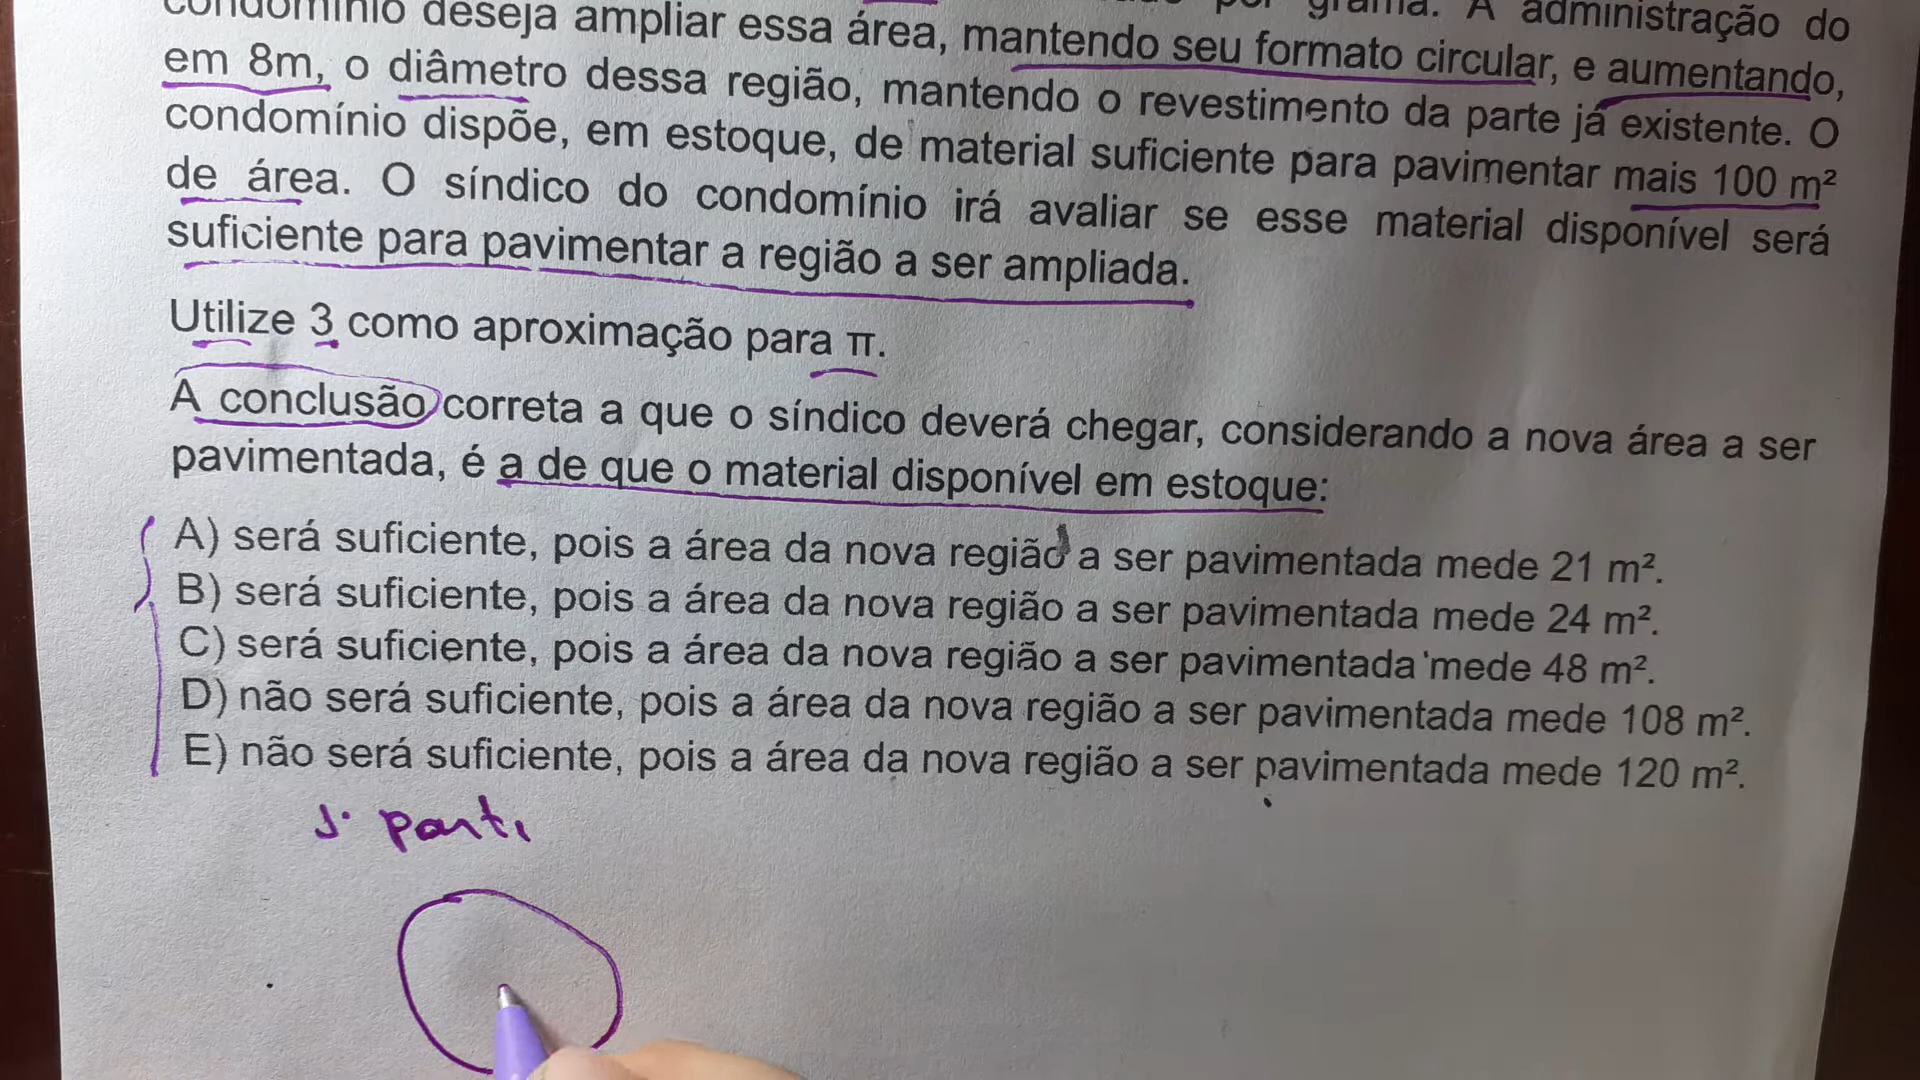 condomínio deseja ampliar essa área, mantendo seu formato circular, e aumentando,
em 8m, o diâmetro dessa região, mantendo o revestimento da parte já existente. O
condomínio dispõe, em estoque, de material suficiente para pavimentar mais 100 m²
de área. O síndico do condomínio irá avaliar se esse material disponível será
suficiente para pavimentar a região a ser ampliada.
Utilize 3 como aproximação para π.
A conclusão correta a que o síndico deverá chegar, considerando a nova área a ser
pavimentada, é a de que o material disponível em estoque:
A) será suficiente, pois a área da nova região a ser pavimentada mede 21 m².
B) será suficiente, pois a área da nova região a ser pavimentada mede 24 m².
C) será suficiente, pois a área da nova região a ser pavimentada mede 48 m².
D) não será suficiente, pois a área da nova região a ser pavimentada mede 108 m².
E) não será suficiente, pois a área da nova região a ser pavimentada mede 120 m².